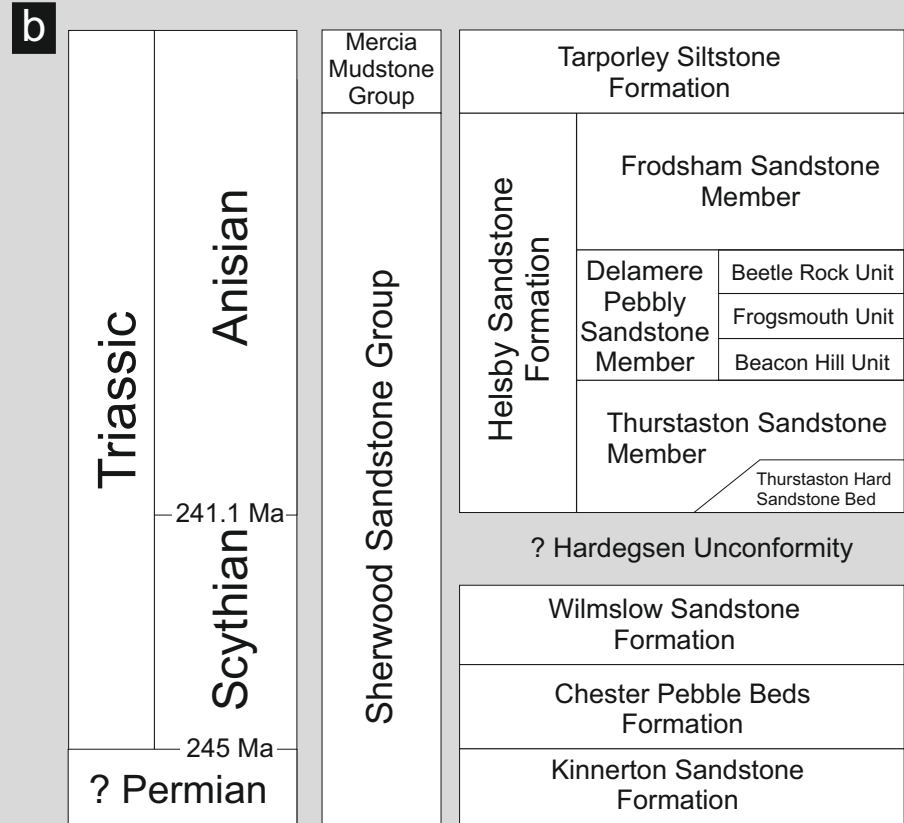 b
Triassic
Anisian
241.1 Ma
Scythian
245 Ma
? Permian
Mercia
Mudstone
Group
Sherwood Sandstone Group
Tarporley Siltstone
Formation
Helsby Sandstone
Formation
Frodsham Sandstone
Member
Delamere
Pebbly
Sandstone
Member
Beetle Rock Unit
Frogsmouth Unit
Beacon Hill Unit
Thurstaston Sandstone
Member
Thurstaston Hard
Sandstone Bed
? Hardegsen Unconformity
Wilmslow Sandstone
Formation
Chester Pebble Beds
Formation
Kinnerton Sandstone
Formation